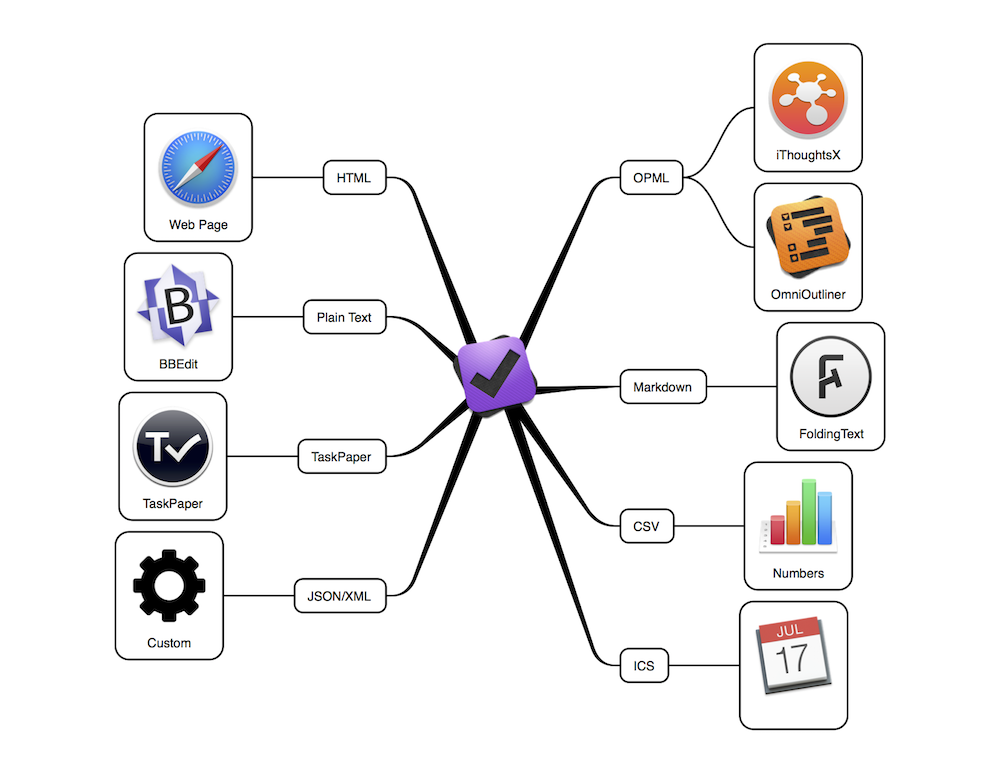 HTML
Web Page
Plain Text
B
BBEdit
TaskPaper
T
TaskPaper
JSON/XML
Custom
OPML
iThoughtsX
OmniOutliner
Markdown
F
FoldingText
CSV
Numbers
ICS
JUL
17